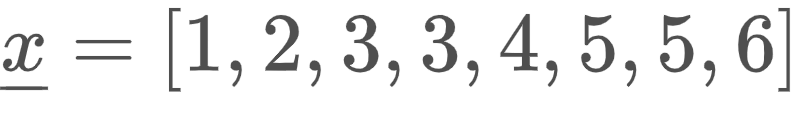 x = [1, 2, 3, 3, 4, 5, 5, 6]